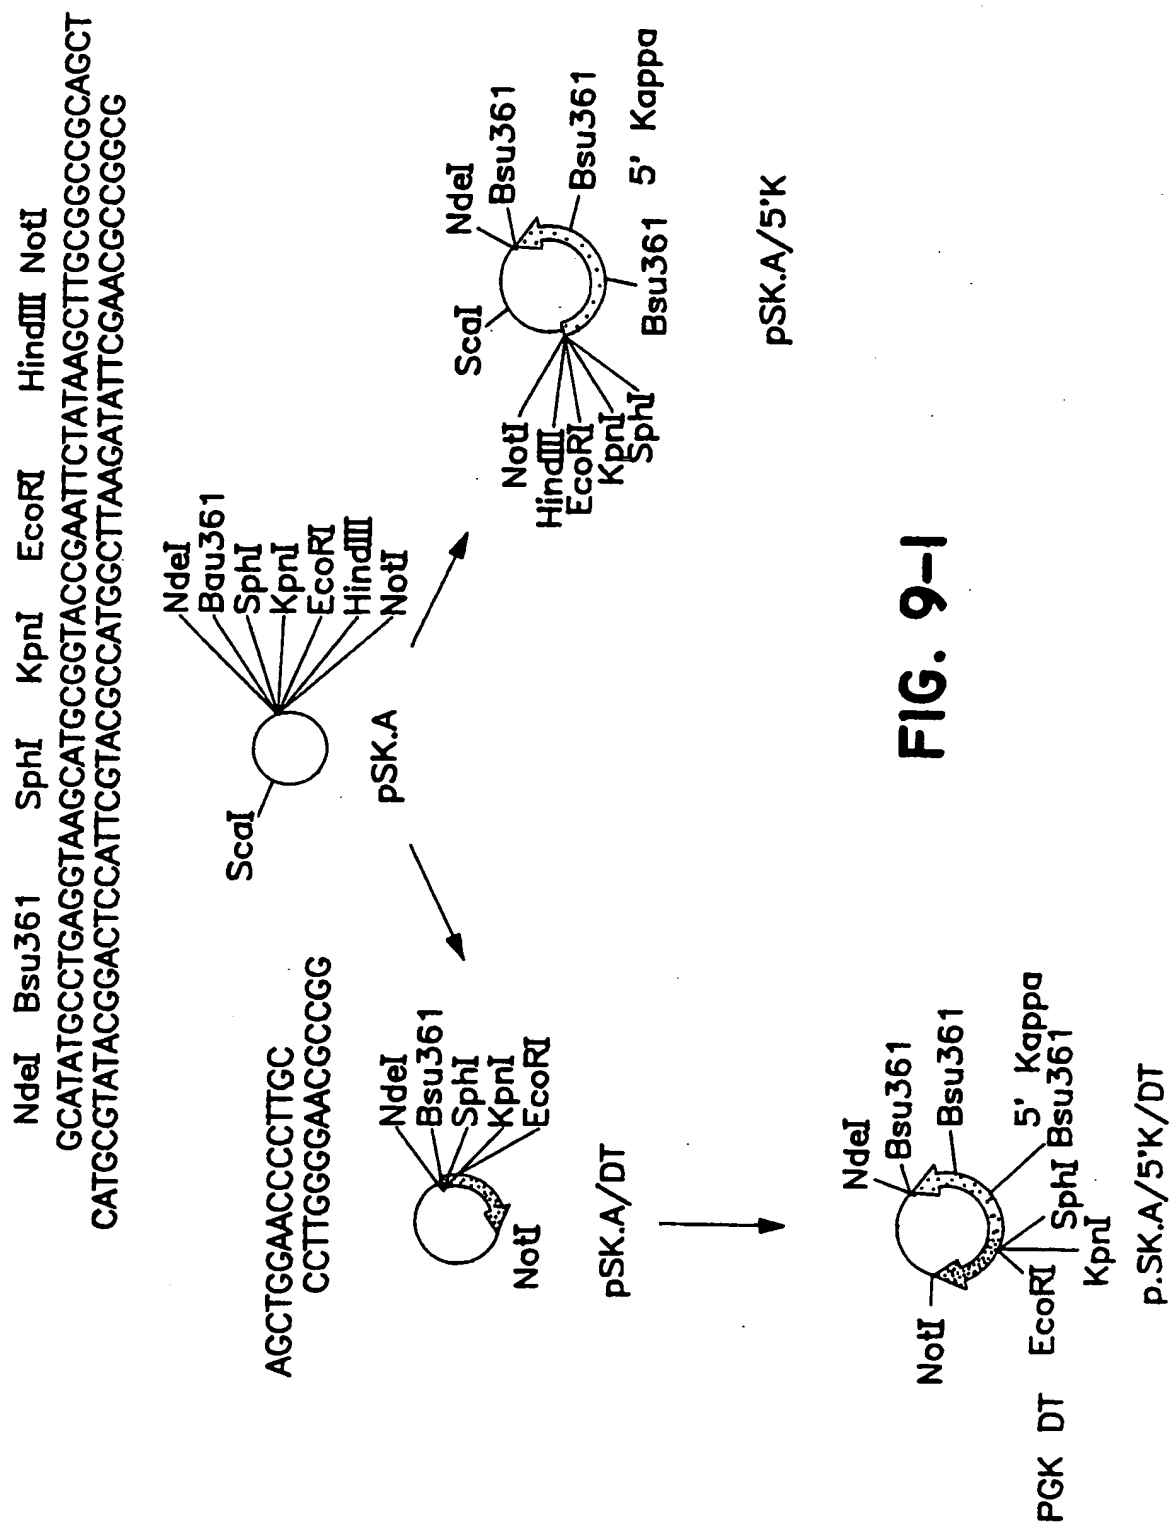 NdeI Bsu361 SphI KpnI EcoRI HindIII NotI
GCATATGCCTGAGGTAAGCATGCGGTACCGAATTCTATAAGCTTGCGGCCGCAGCT
CATGCGTATACGGACTCCATTCGTACGCCATGGCTTAAGATATTCGAACGCCGGCG
ScaI
NdeI
Bau361
SphI
KpnI
EcoRI
HindIII
NotI
pSK.A
AGCTGGAACCCCTTGC
CCTTGGGGAACGCCGG
NdeI
Bsu361
SphI
KpnI
EcoRI
NotI
pSK.A/DT
ScaI
NdeI
Bsu361
Bsu361
Bsu361 5' Kappa
NotI
HindIII
EcoRI
KpnI
SphI
pSK.A/5'K
NdeI
Bsu361
Bsu361
5' Kappa
SphI Bsu361
KpnI
NotI
PGK DT EcoRI
p.SK.A/5'K/DT
FIG. 9-1